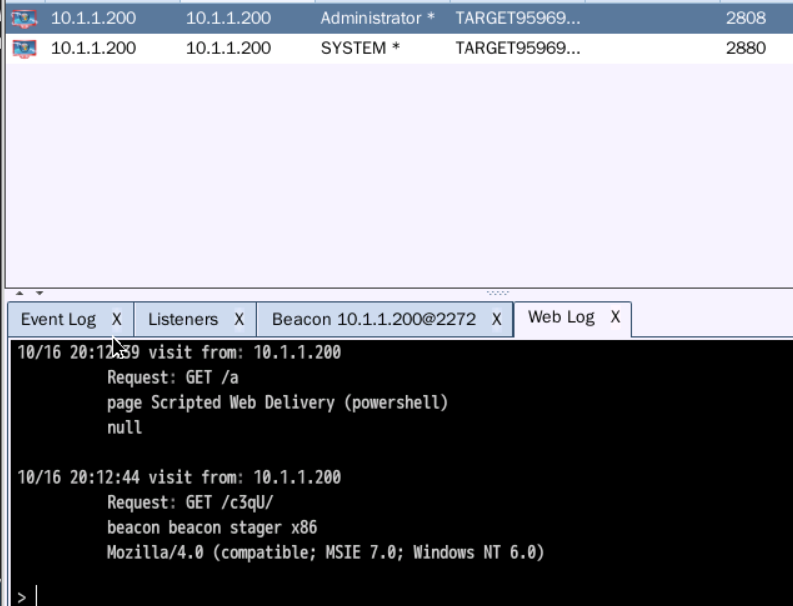 10.1.1.200 10.1.1.200 Administrator * TARGET95969... 2808
10.1.1.200 10.1.1.200 SYSTEM * TARGET95969... 2880
Event Log X Listeners X Beacon 10.1.1.200@2272 X Web Log X
10/16 20:12:39 visit from: 10.1.1.200
Request: GET /a
page Scripted Web Delivery (powershell)
null
10/16 20:12:44 visit from: 10.1.1.200
Request: GET /c3qU/
beacon beacon stager x86
Mozilla/4.0 (compatible; MSIE 7.0; Windows NT 6.0)
>